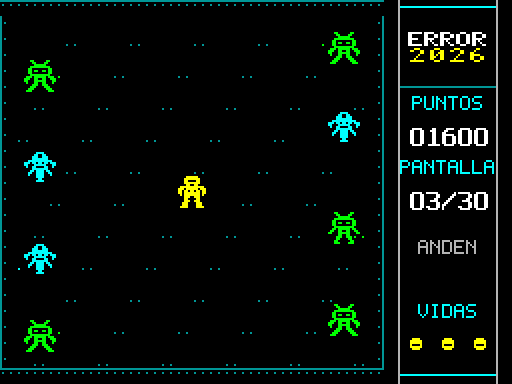 ERROR
2026
PUNTOS
01600
PANTALLA
03/30
ANDEN
VIDAS